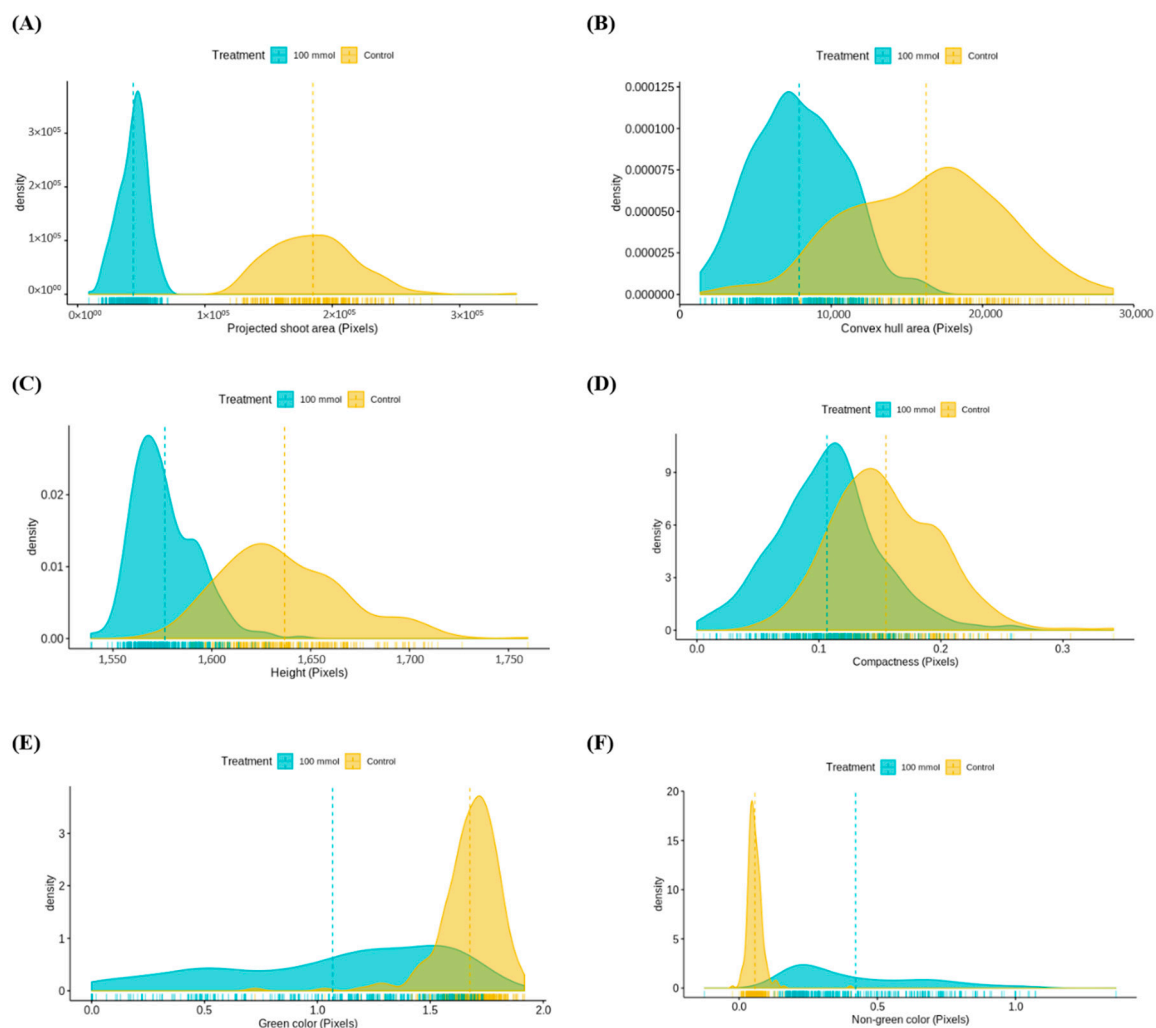 (A)
Treatment 100 mmol Control
3×10⁰⁵
2×10⁰⁵
1×10⁰⁵
0×10⁰⁰
density
0×10⁰⁰ 1×10⁰⁵ 2×10⁰⁵ 3×10⁰⁵
Projected shoot area (Pixels)
(B)
Treatment 100 mmol Control
0.000125
0.000100
0.000075
0.000050
0.000025
0.000000
density
0 10,000 20,000 30,000
Convex hull area (Pixels)
(C)
Treatment 100 mmol Control
0.02
0.01
0.00
density
1,550 1,600 1,650 1,700 1,750
Height (Pixels)
(D)
Treatment 100 mmol Control
9
6
3
0
density
0.0 0.1 0.2 0.3
Compactness (Pixels)
(E)
Treatment 100 mmol Control
3
2
1
0
density
0.0 0.5 1.0 1.5 2.0
Green color (Pixels)
(F)
Treatment 100 mmol Control
20
15
10
5
0
density
0.0 0.5 1.0
Non-green color (Pixels)